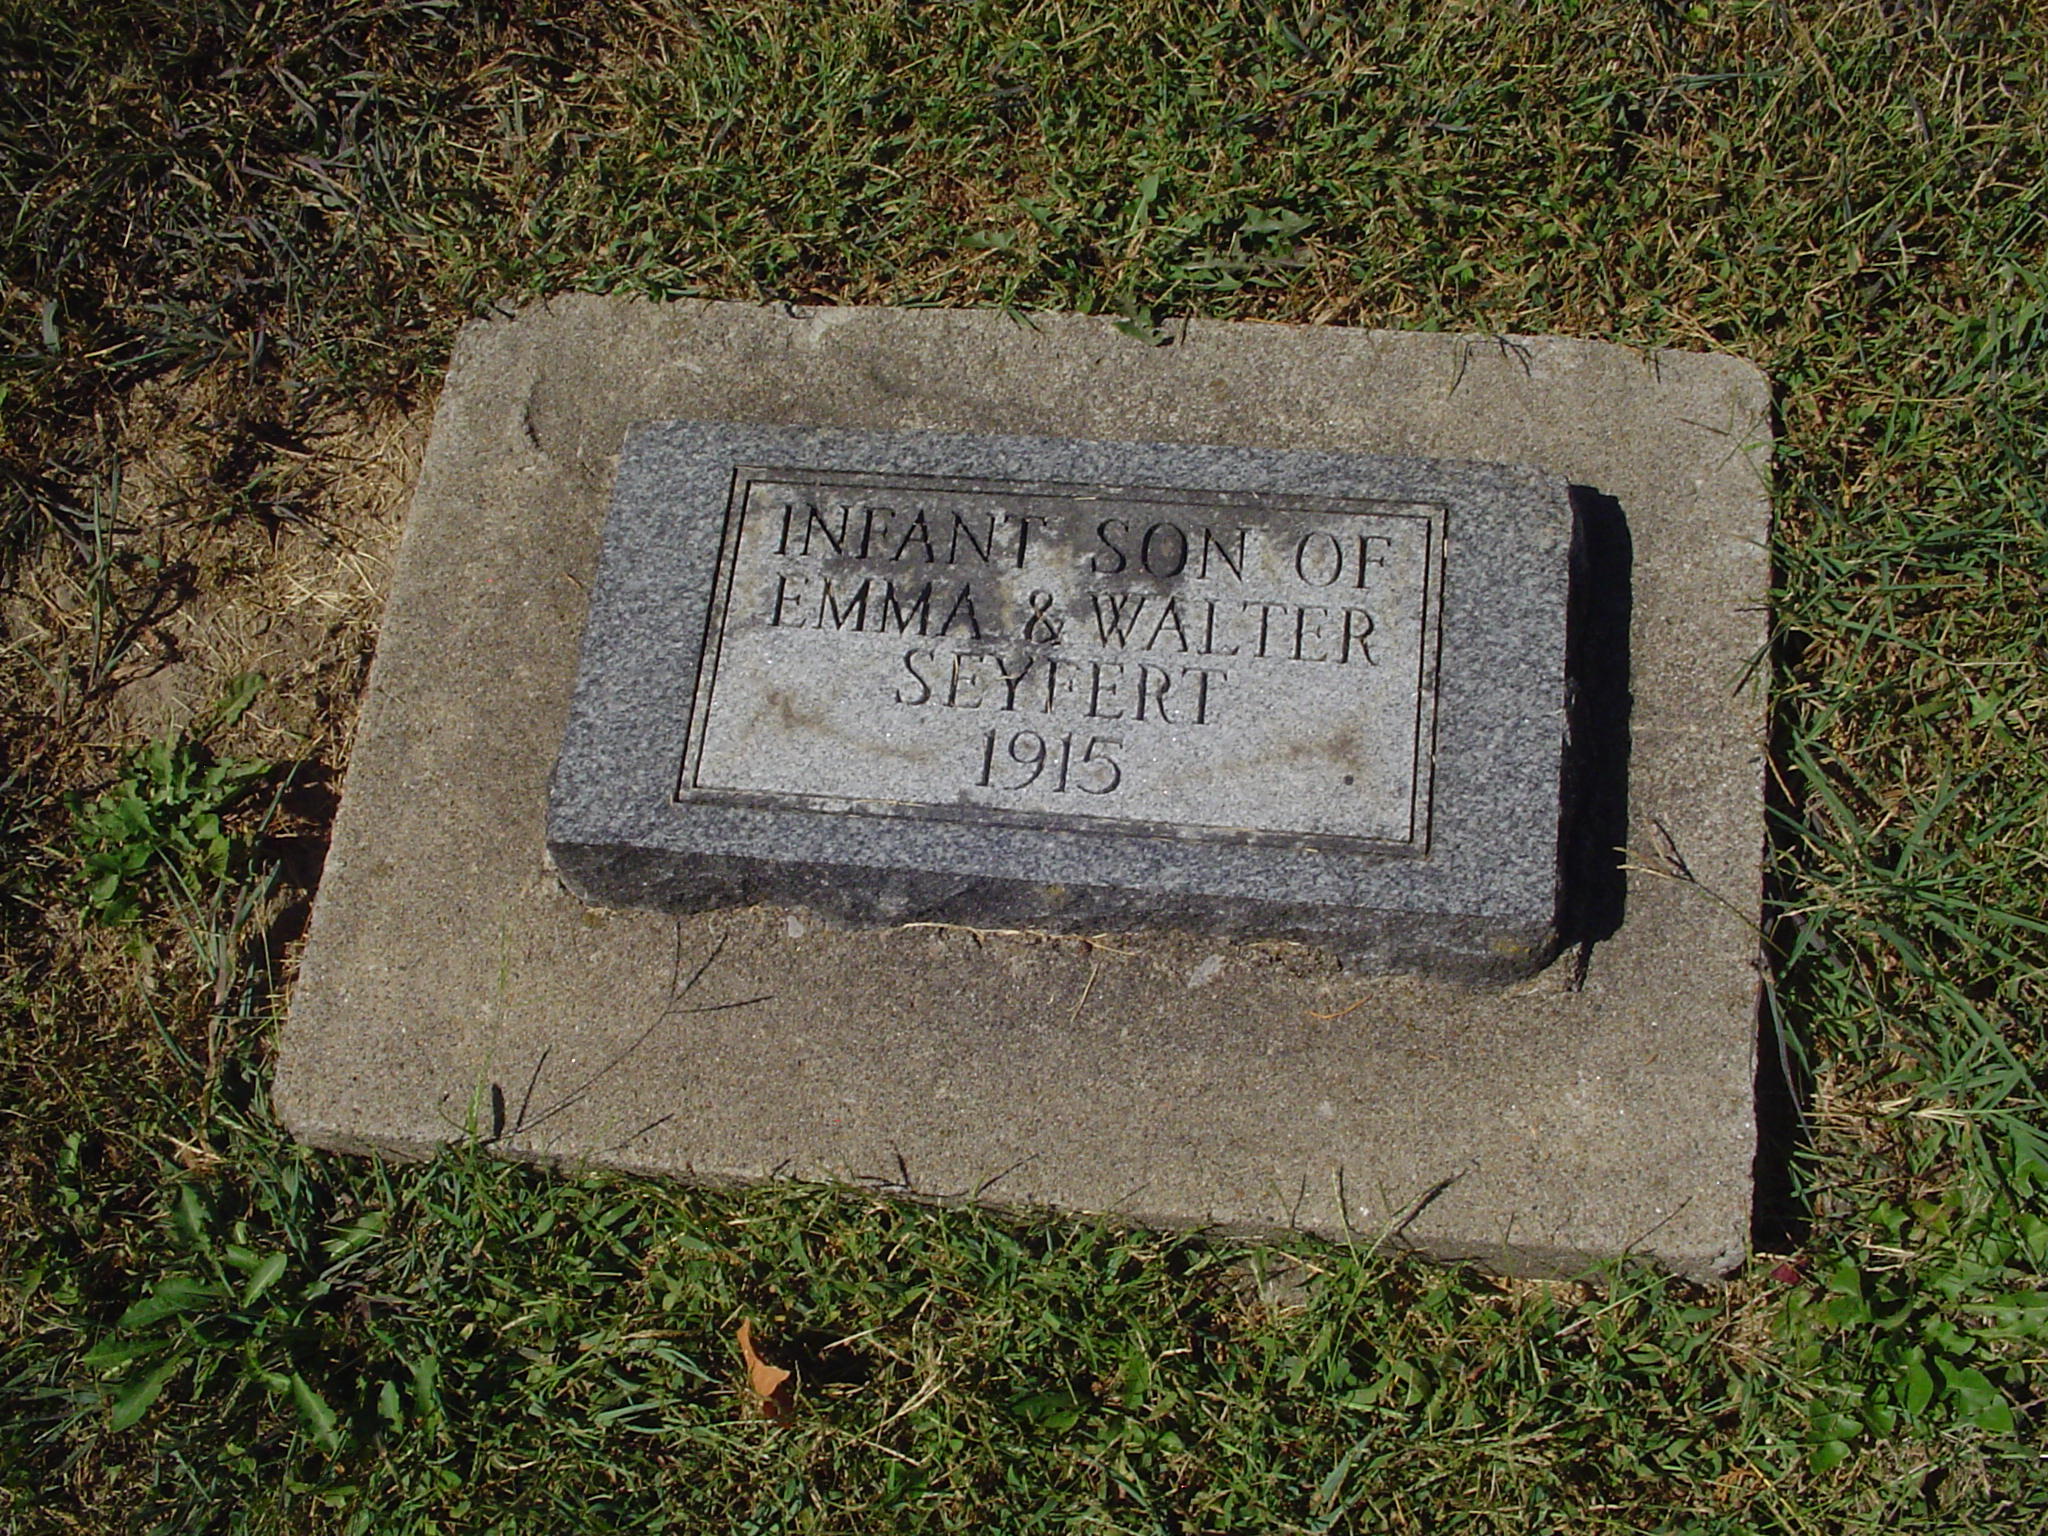 INFANT SON OF
EMMA & WALTER
SEYFERT
1915